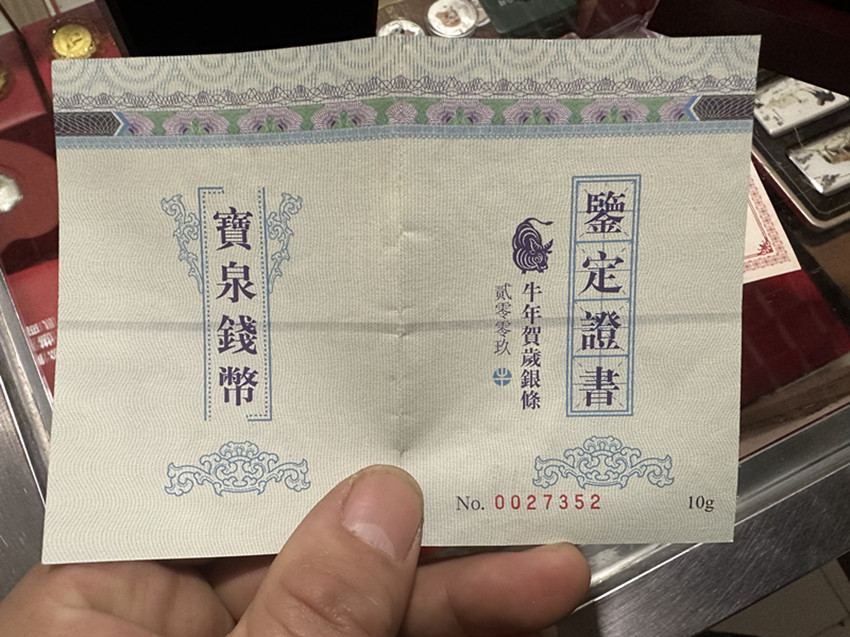 鑒定證書
牛年賀歲銀條
貳零零玖
No. 0027352
10g
寶泉錢幣